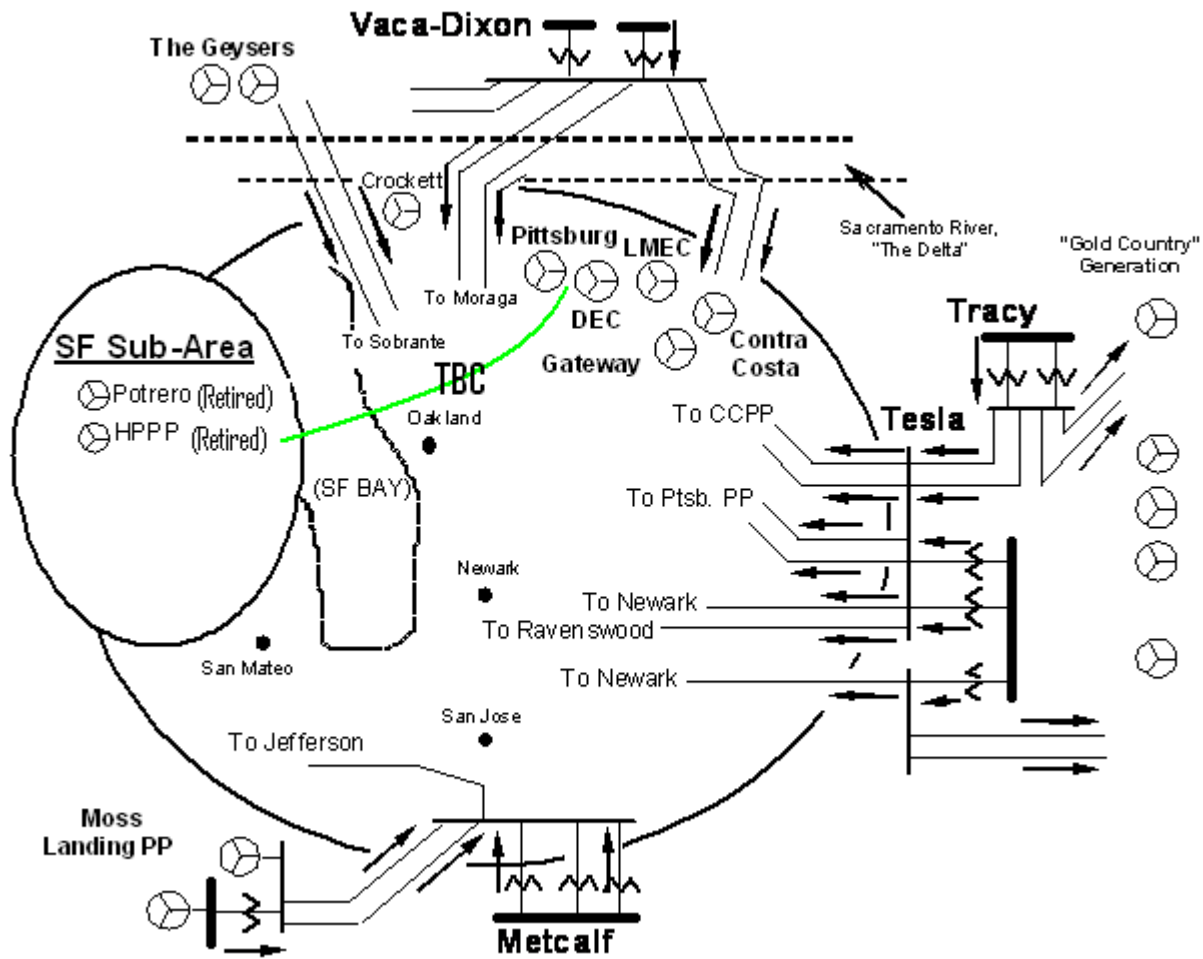 Vaca-Dixon
The Geysers
Crockett
Sacramento River,
"The Delta"
"Gold Country"
Generation
Pittsburg
LMEC
DEC
To Moraga
Gateway
Contra
Costa
Tracy
To Sobrante
SF Sub-Area
Potrero (Retired)
HPPP (Retired)
TBC
Oakland
To CCPP
Tesla
(SF BAY)
To Ptsb. PP
Newark
To Newark
To Ravenswood
San Mateo
To Newark
San Jose
To Jefferson
Moss
Landing PP
Metcalf